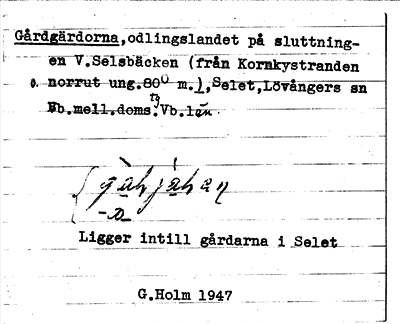 Gårdgärdorna,odlingslandet på sluttning-
en V.Selsbäcken (från Kornkystranden
o. norrut ung.800 m.),Selet,Lövångers sn
Vb.mell.doms.Vb.län.
Ligger intill gårdarna i Selet
G.Holm 1947